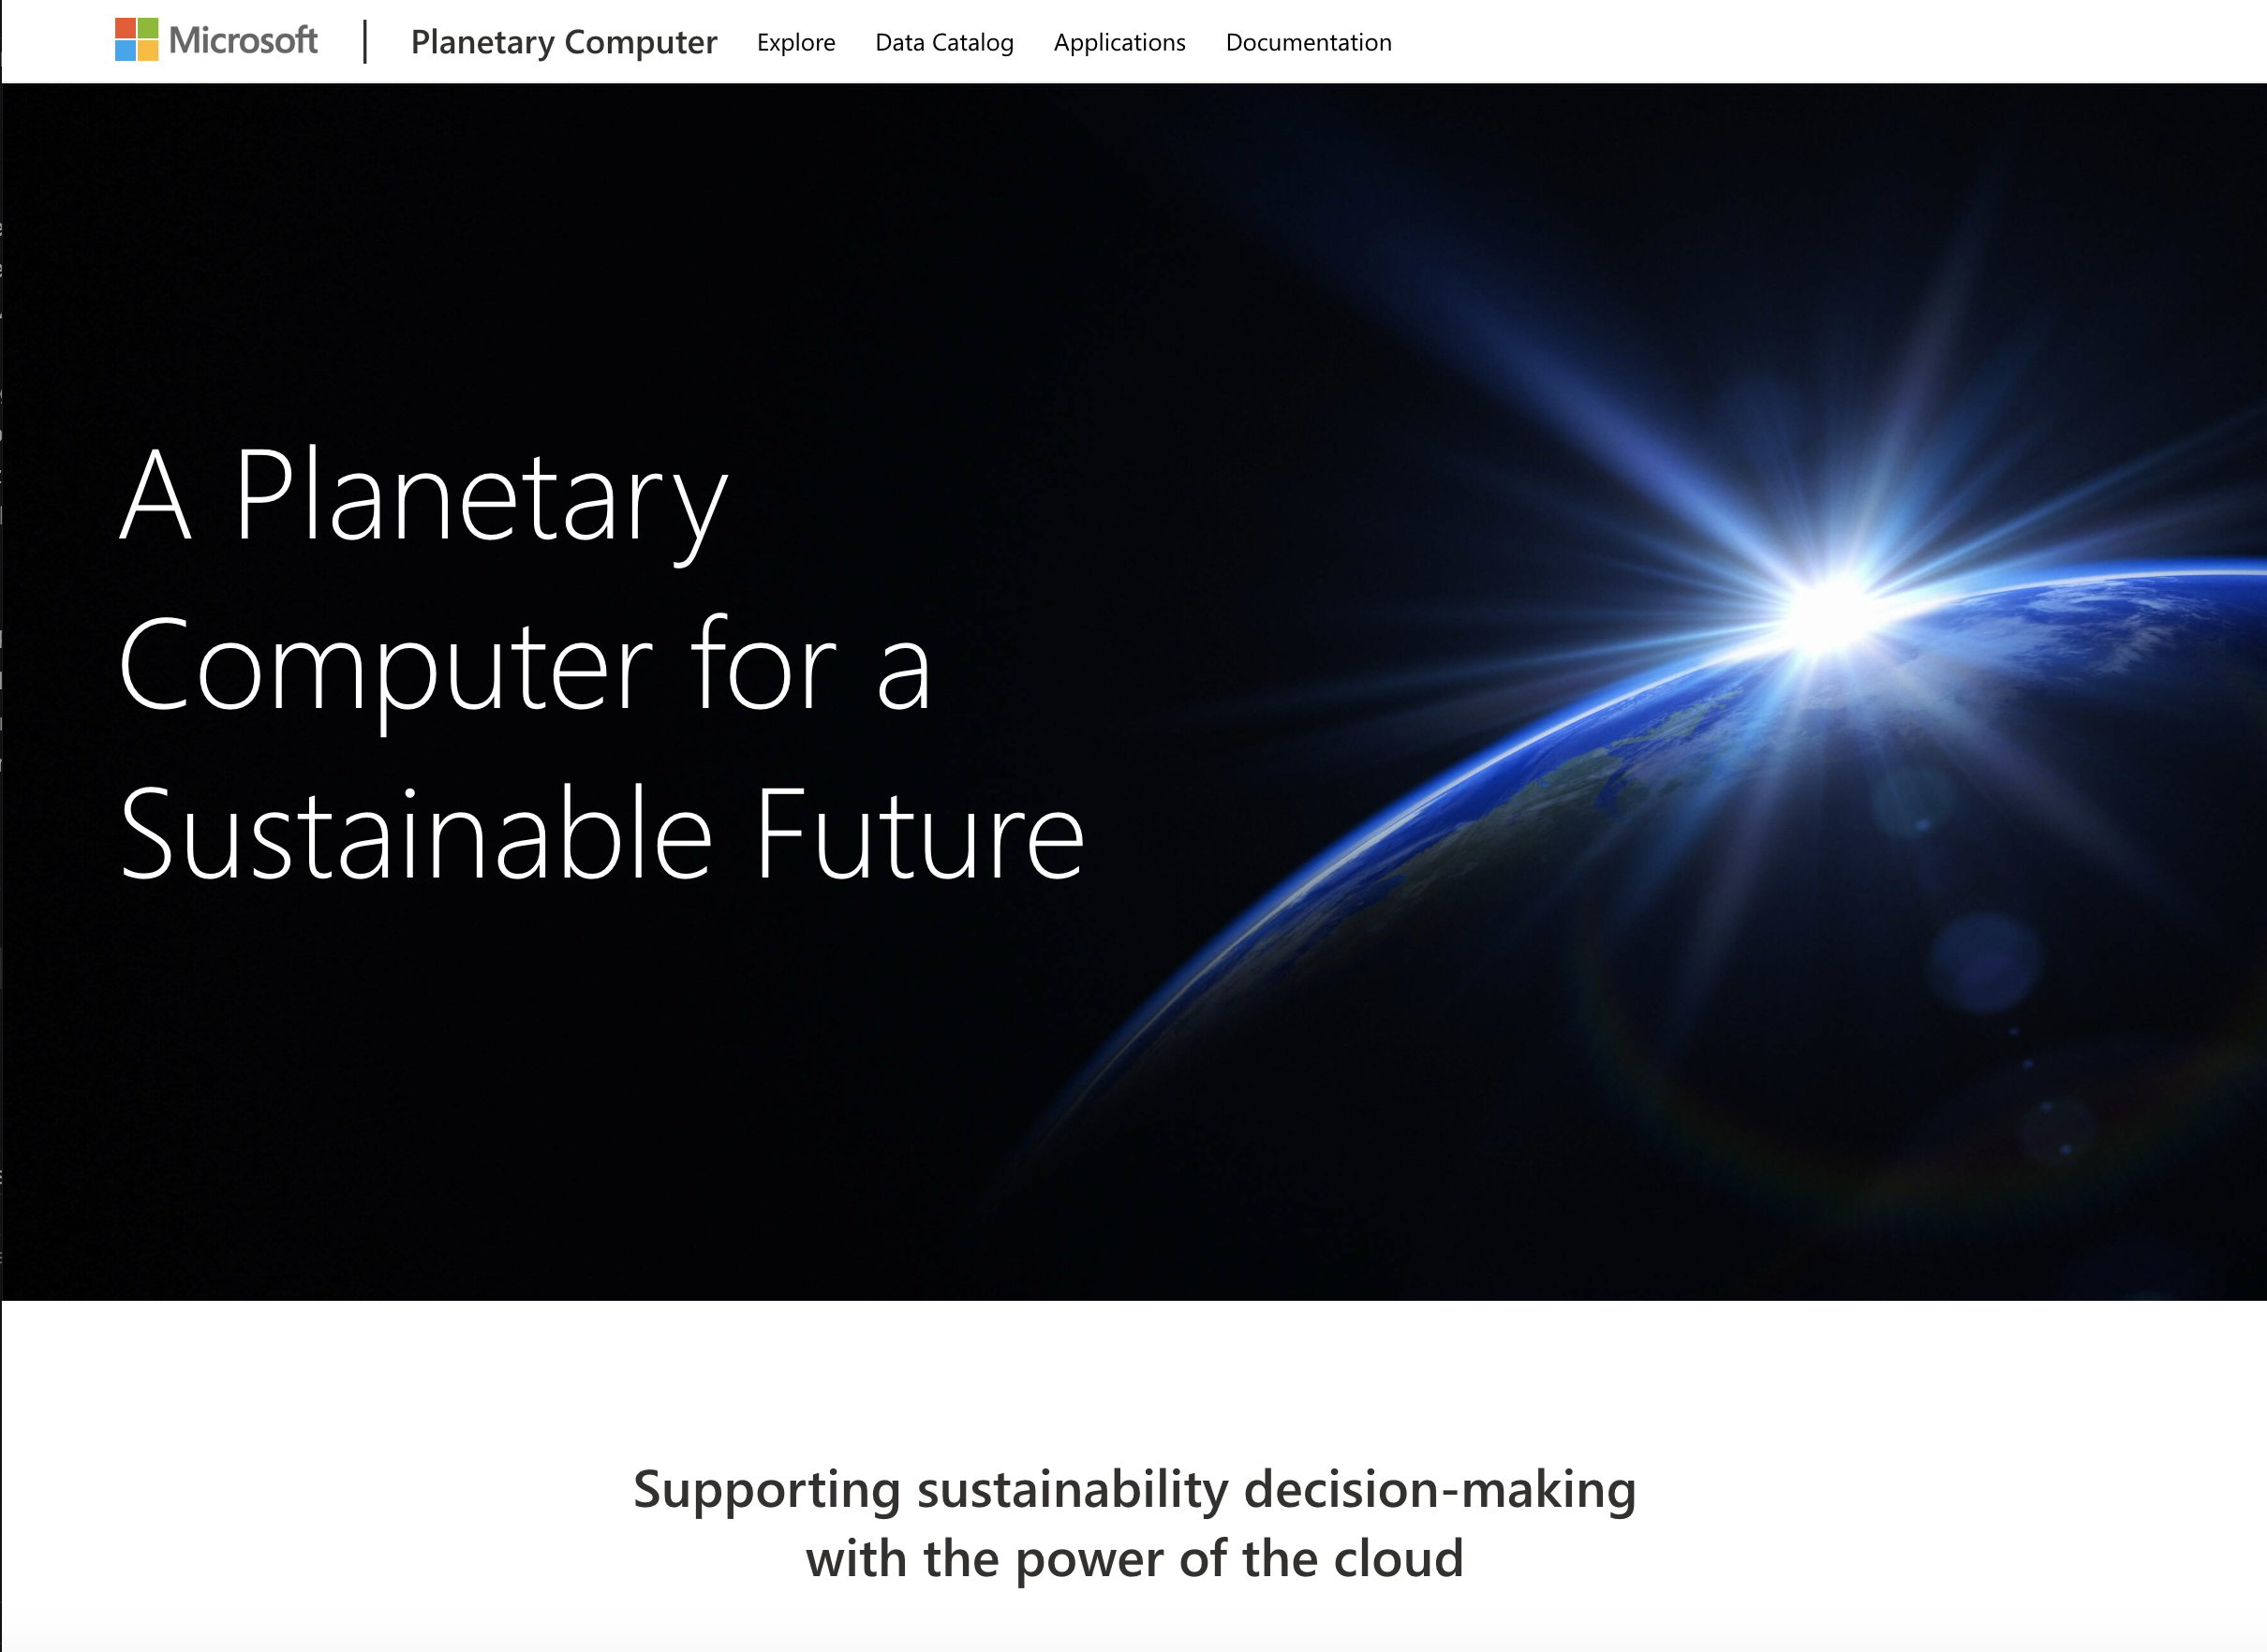 Microsoft | Planetary Computer Explore Data Catalog Applications Documentation
A Planetary
Computer for a
Sustainable Future
Supporting sustainability decision-making
with the power of the cloud